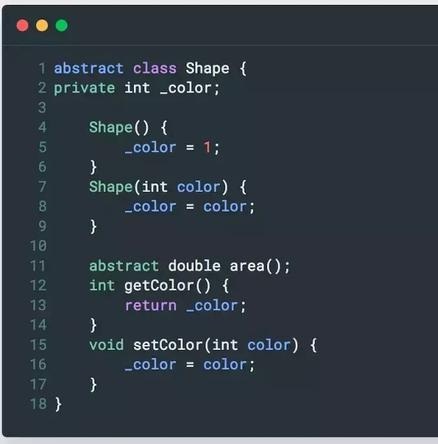 1 abstract class Shape {
2 private int _color;
3
4     Shape() {
5         _color = 1;
6     }
7     Shape(int color) {
8         _color = color;
9     }
10
11     abstract double area();
12     int getColor() {
13         return _color;
14     }
15     void setColor(int color) {
16         _color = color;
17     }
18 }